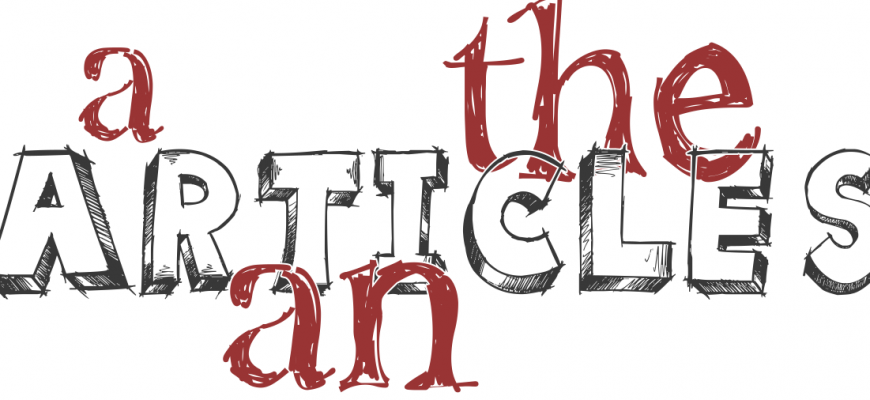 a the
ARTICLES
an